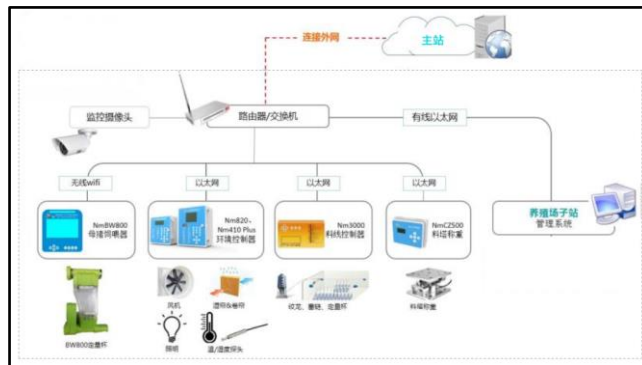 连接外网
主站
监控摄像头
路由器/交换机
有线以太网
无线wifi
以太网
以太网
以太网
NmBW800
母猪饲喂器
Nm820、
Nm410 Plus
环境控制器
Nm3000
料线控制器
NmCZ500
料塔称重
养殖场子站
管理系统
BW800定量杯
风机
湿帘&卷帘
照明
温/湿度探头
绞龙、塞链、定量杯
料塔称重